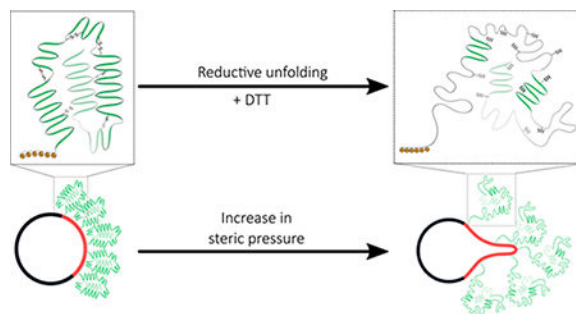 Reductive unfolding
+ DTT
Increase in
steric pressure